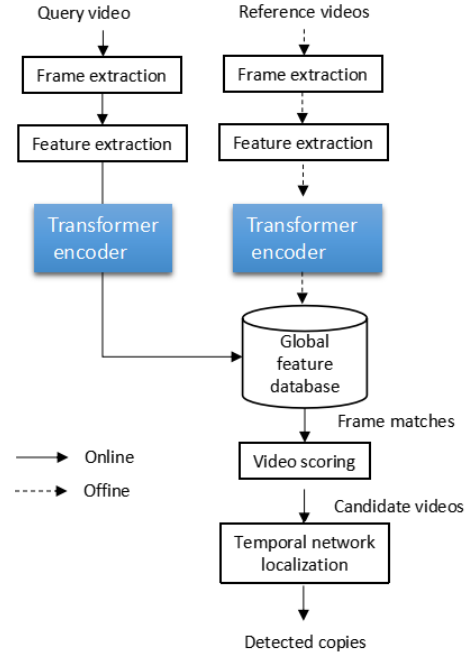 Query video
Reference videos
Frame extraction
Frame extraction
Feature extraction
Feature extraction
Transformer
encoder
Transformer
encoder
Global
feature
database
Frame matches
Online
Video scoring
Offine
Candidate videos
Temporal network
localization
Detected copies